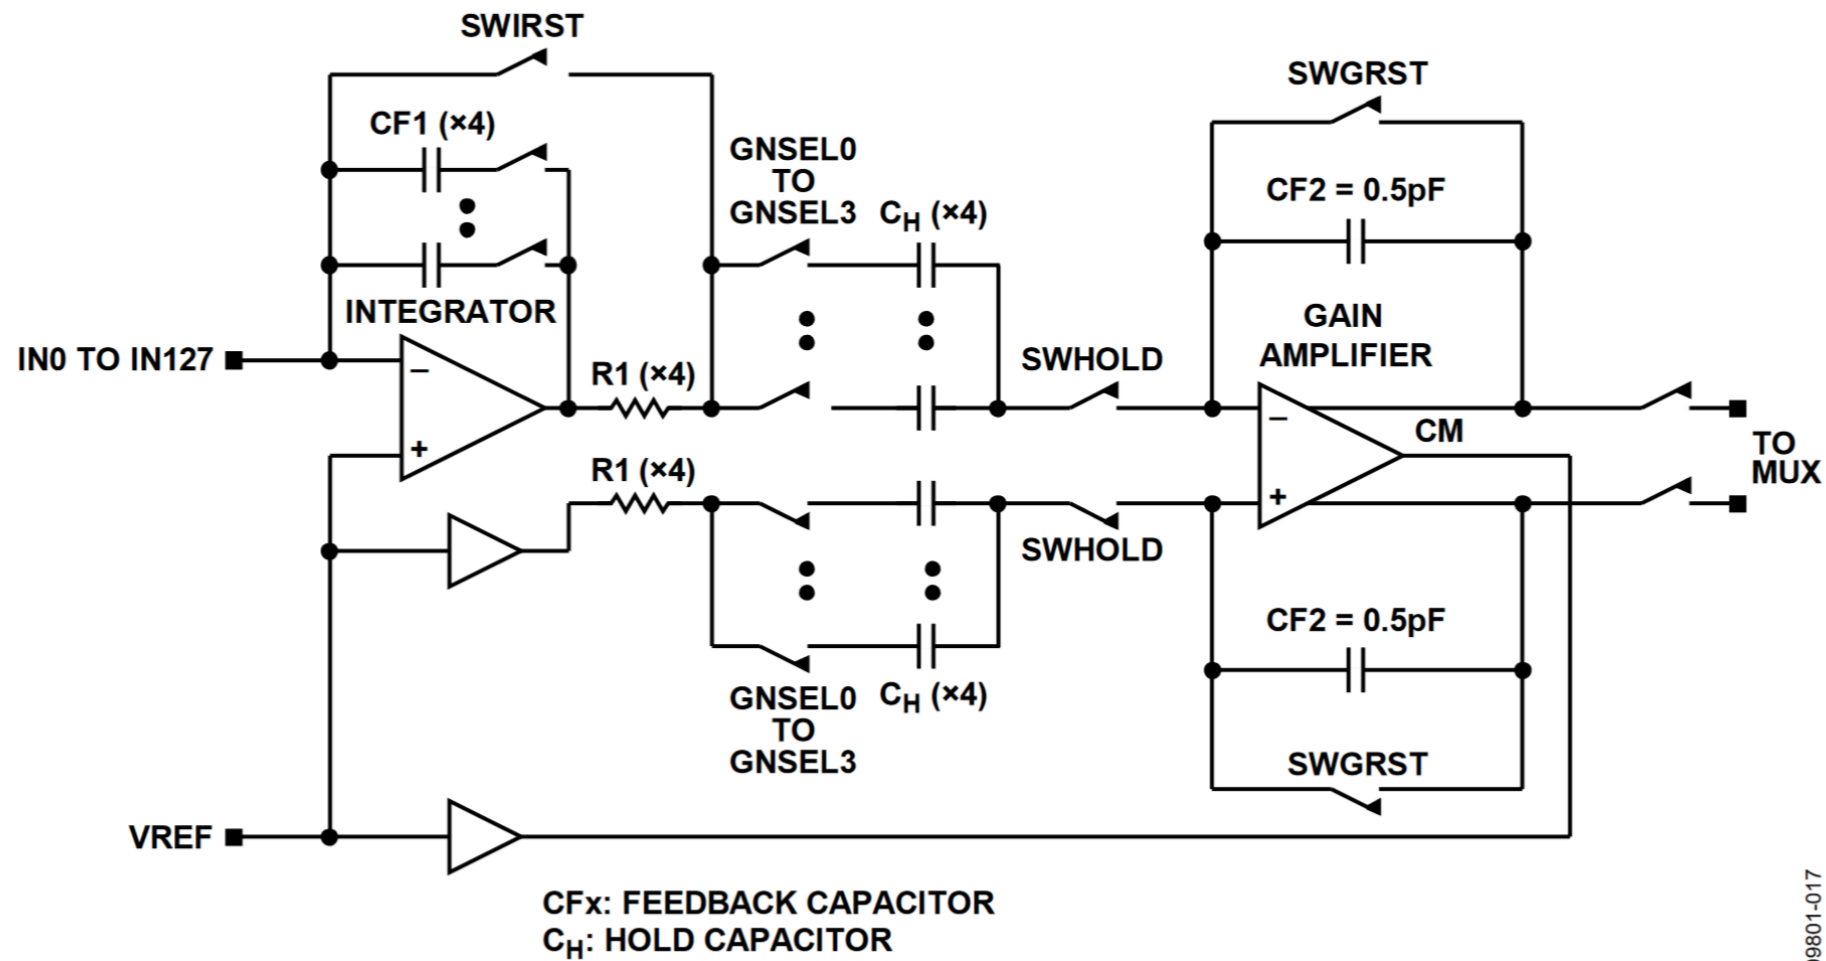 SWIRST
SWGRST
CF1 (×4)
GNSEL0
TO
GNSEL3
CH (×4)
CF2 = 0.5pF
INTEGRATOR
GAIN
AMPLIFIER
IN0 TO IN127
–
+
R1 (×4)
SWHOLD
–
+
CM
TO
MUX
R1 (×4)
SWHOLD
CF2 = 0.5pF
GNSEL0
TO
GNSEL3
CH (×4)
SWGRST
VREF
CFx: FEEDBACK CAPACITOR
CH: HOLD CAPACITOR
09801-017